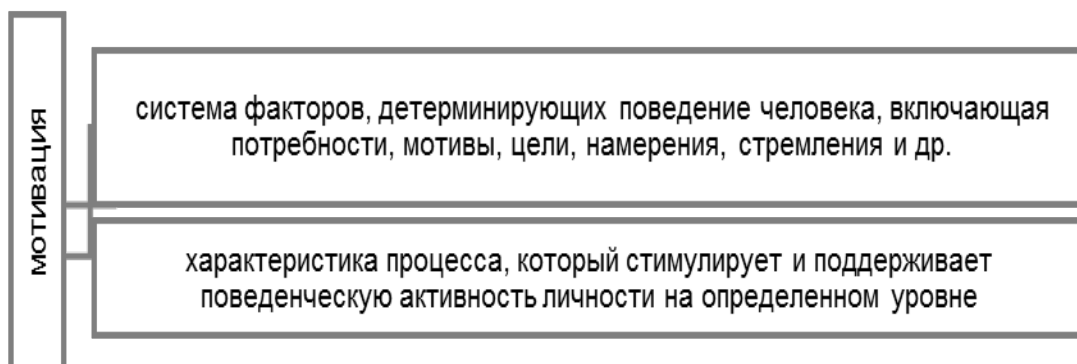 мотивация
система факторов, детерминирующих поведение человека, включающая
потребности, мотивы, цели, намерения, стремления и др.
характеристика процесса, который стимулирует и поддерживает
поведенческую активность личности на определенном уровне